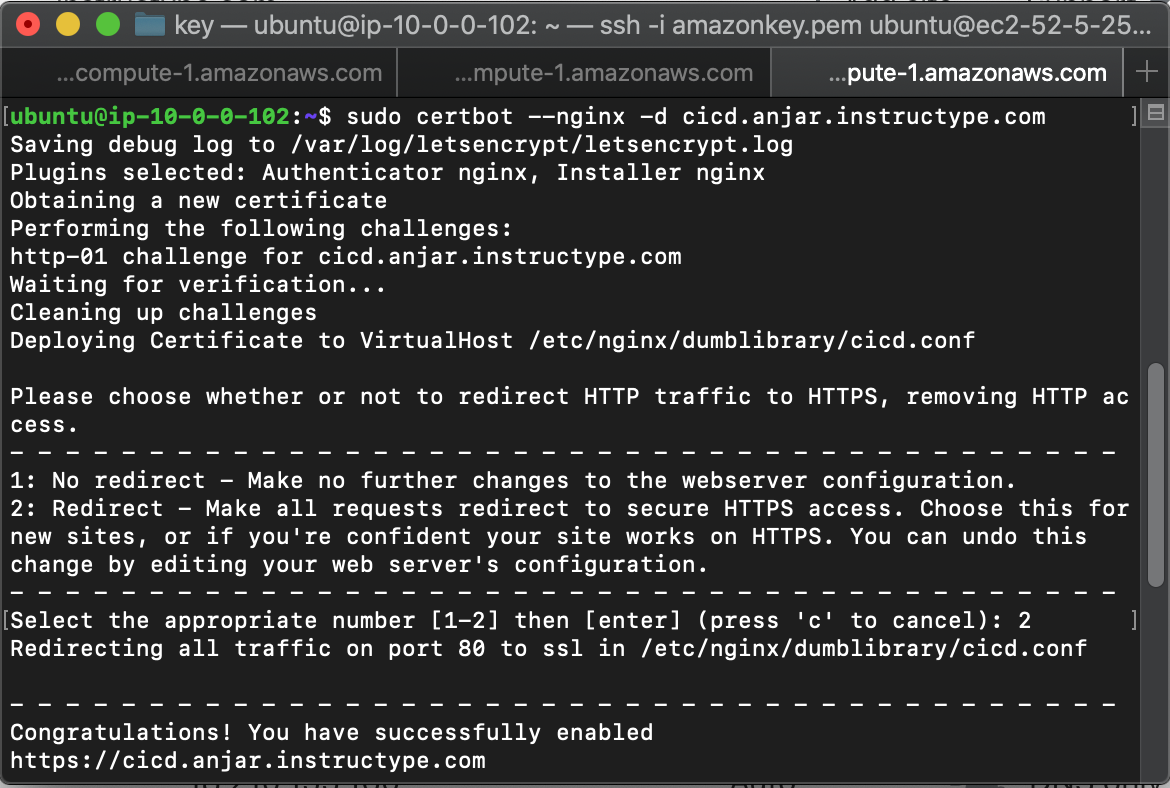 key — ubuntu@ip-10-0-0-102: ~ — ssh -i amazonkey.pem ubuntu@ec2-52-5-25...
...compute-1.amazonaws.com ...mpute-1.amazonaws.com ...pute-1.amazonaws.com
[ubuntu@ip-10-0-0-102:~$ sudo certbot --nginx -d cicd.anjar.instructype.com ]
Saving debug log to /var/log/letsencrypt/letsencrypt.log
Plugins selected: Authenticator nginx, Installer nginx
Obtaining a new certificate
Performing the following challenges:
http-01 challenge for cicd.anjar.instructype.com
Waiting for verification...
Cleaning up challenges
Deploying Certificate to VirtualHost /etc/nginx/dumblibrary/cicd.conf
Please choose whether or not to redirect HTTP traffic to HTTPS, removing HTTP ac
cess.
- - - - - - - - - - - - - - - - - - - - - - - - - - - - - - - - - - - - - - - -
1: No redirect - Make no further changes to the webserver configuration.
2: Redirect - Make all requests redirect to secure HTTPS access. Choose this for
new sites, or if you're confident your site works on HTTPS. You can undo this
change by editing your web server's configuration.
- - - - - - - - - - - - - - - - - - - - - - - - - - - - - - - - - - - - - - - -
[Select the appropriate number [1-2] then [enter] (press 'c' to cancel): 2 ]
Redirecting all traffic on port 80 to ssl in /etc/nginx/dumblibrary/cicd.conf
- - - - - - - - - - - - - - - - - - - - - - - - - - - - - - - - - - - - - - - -
Congratulations! You have successfully enabled
https://cicd.anjar.instructype.com